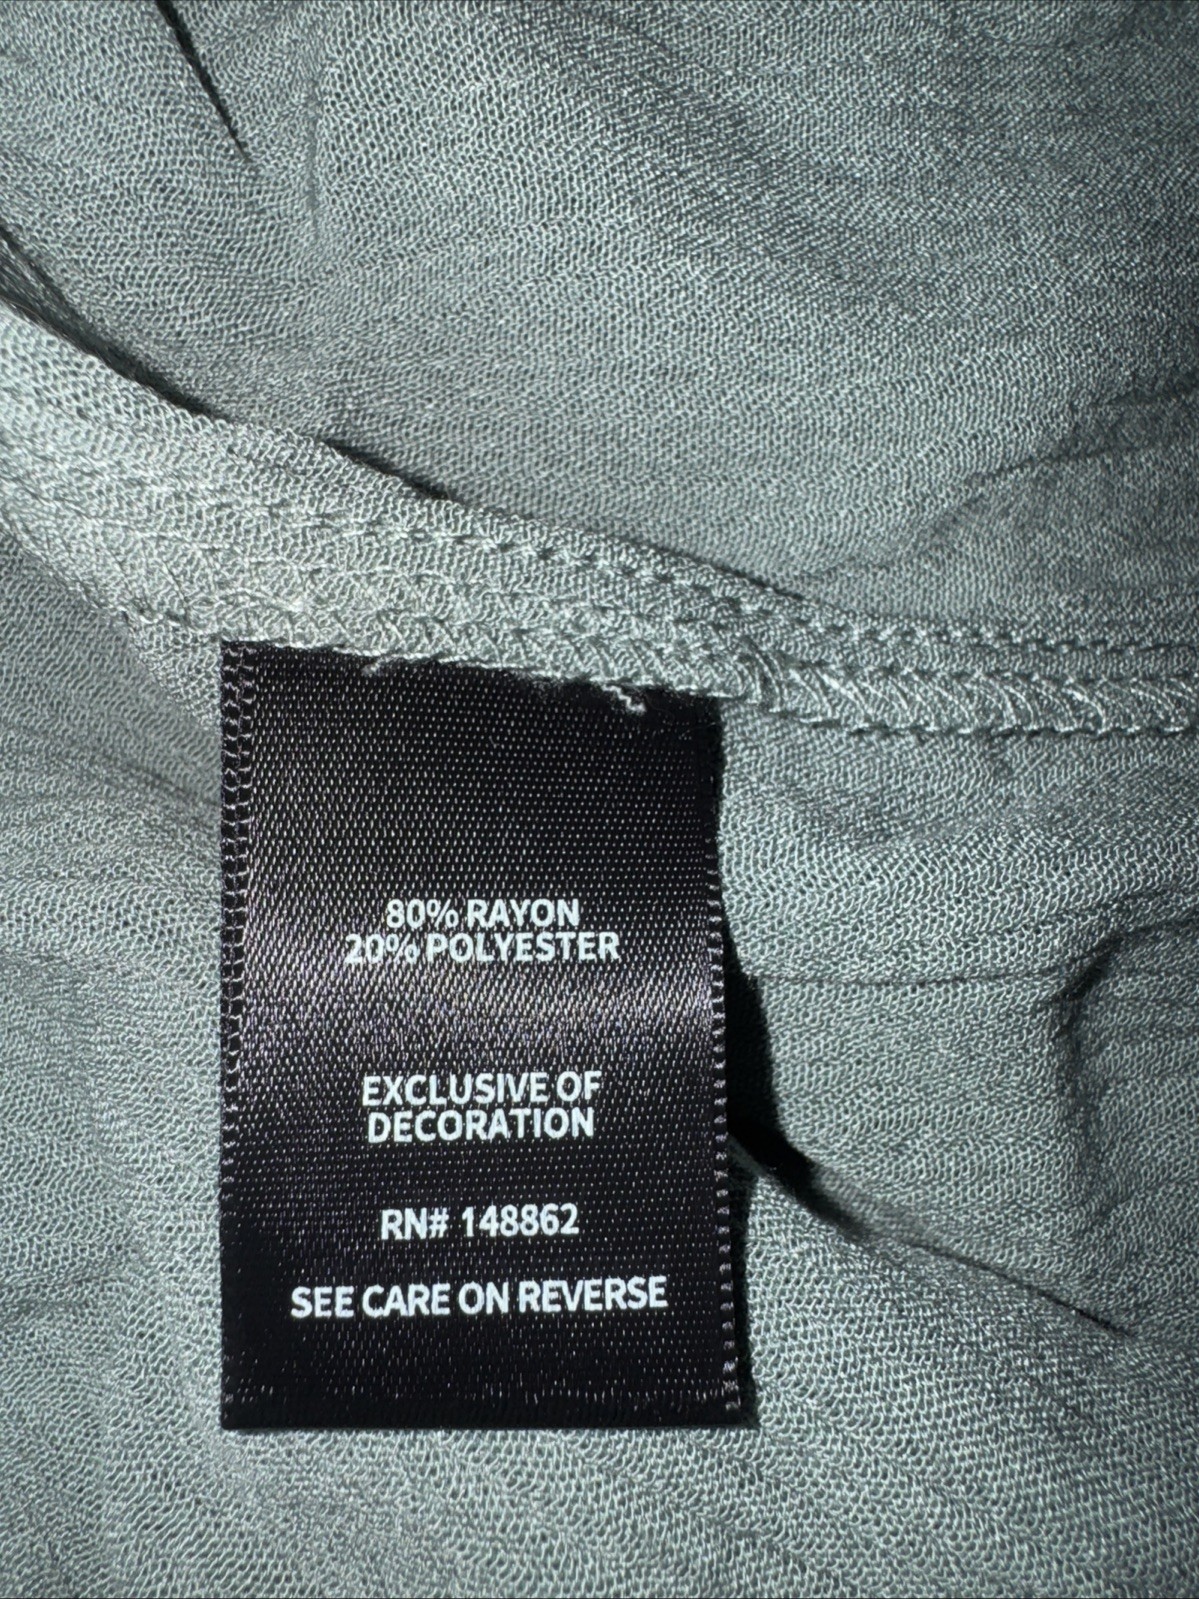 80% RAYON
20% POLYESTER
EXCLUSIVE OF
DECORATION
RN# 148862
SEE CARE ON REVERSE